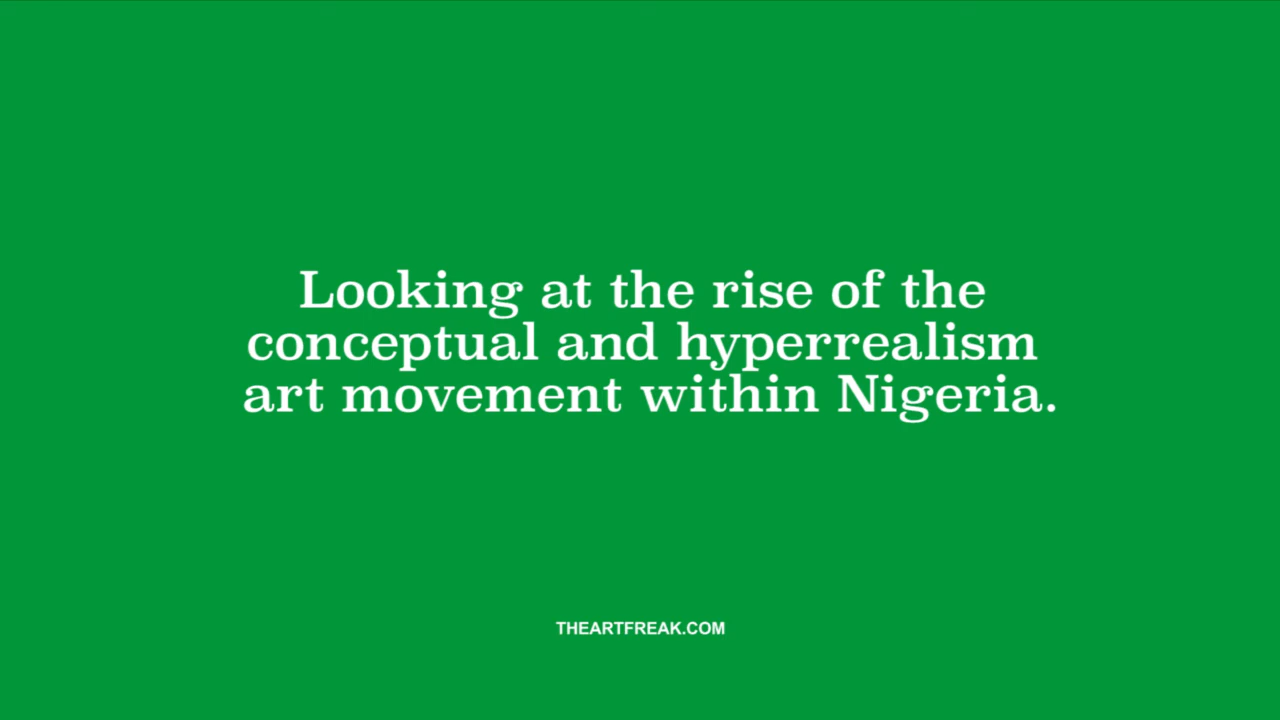 Looking at the rise of the
conceptual and hyperrealism
art movement within Nigeria.
THEARTFREAK.COM